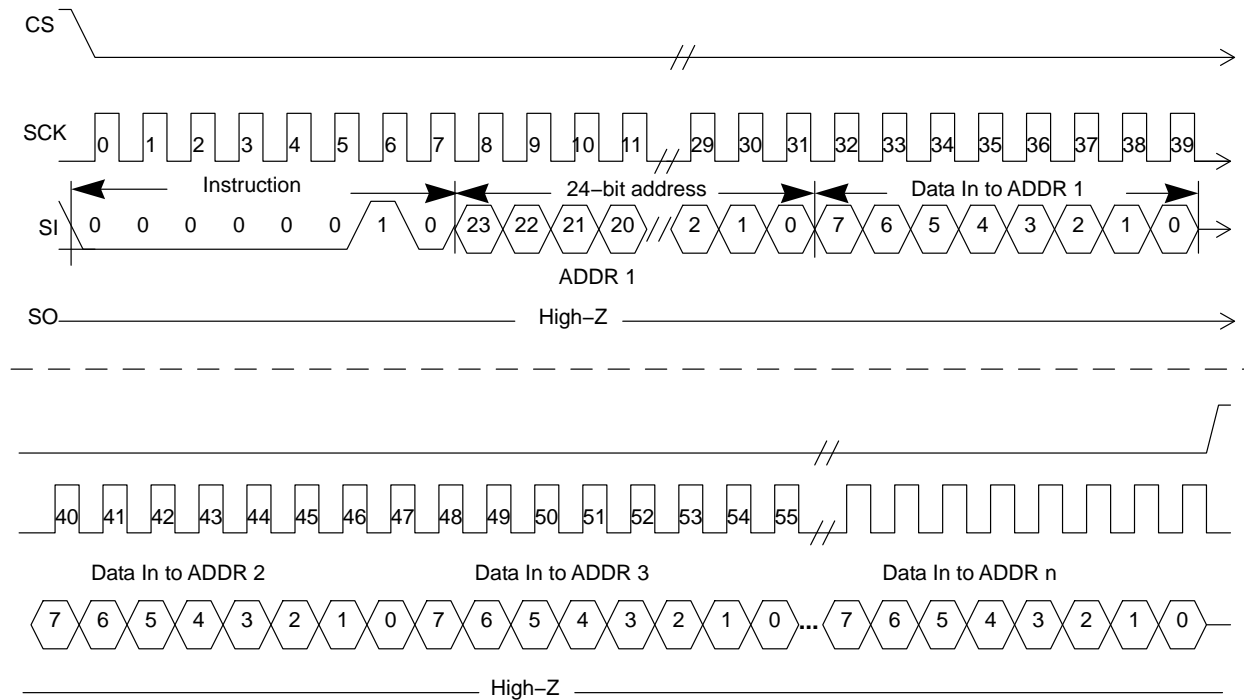 CS
SCK 0 1 2 3 4 5 6 7 8 9 10 11 29 30 31 32 33 34 35 36 37 38 39
Instruction 24−bit address Data In to ADDR 1
SI 0 0 0 0 0 0 1 0 23 22 21 20 2 1 0 7 6 5 4 3 2 1 0
ADDR 1
SO High−Z
40 41 42 43 44 45 46 47 48 49 50 51 52 53 54 55
Data In to ADDR 2 Data In to ADDR 3 Data In to ADDR n
7 6 5 4 3 2 1 0 7 6 5 4 3 2 1 0 ... 7 6 5 4 3 2 1 0
High−Z